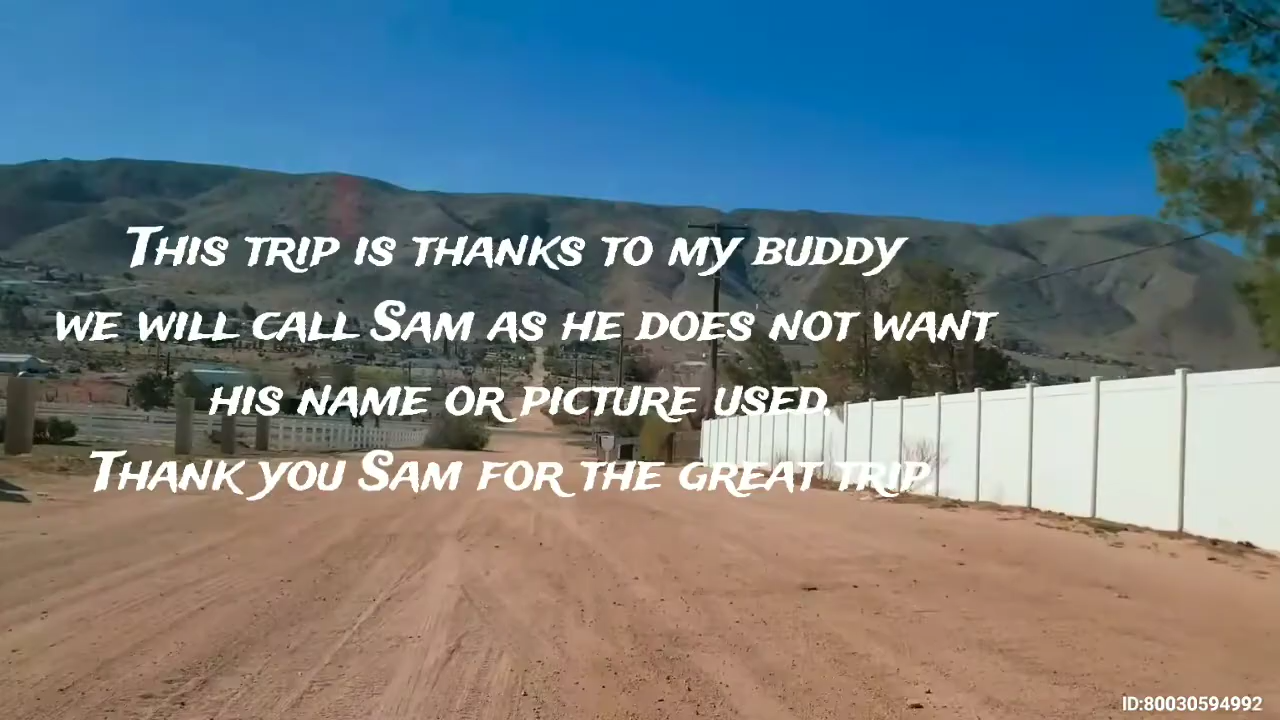 This trip is thanks to my buddy
we will call Sam as he does not want
his name or picture used.
Thank you Sam for the great trip.
ID:80030594992